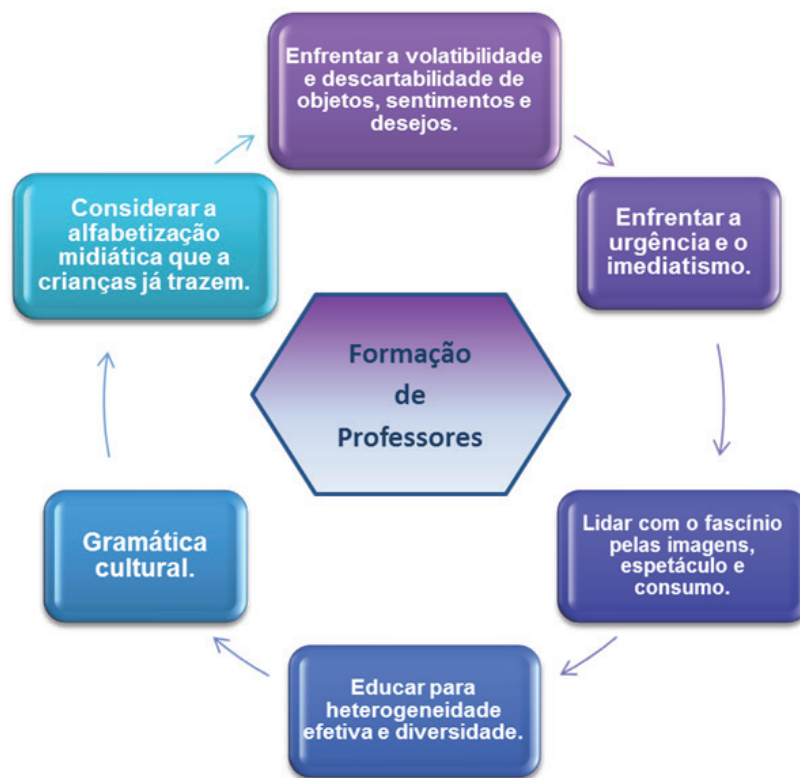 Enfrentar a volatibilidade
e descartabilidade de
objetos, sentimentos e
desejos.
Enfrentar a
urgência e o
imediatismo.
Lidar com o fascínio
pelas imagens,
espetáculo e
consumo.
Educar para
heterogeneidade
efetiva e diversidade.
Gramática
cultural.
Considerar a
alfabetização
midiática que a
crianças já trazem.
Formação
de
Professores